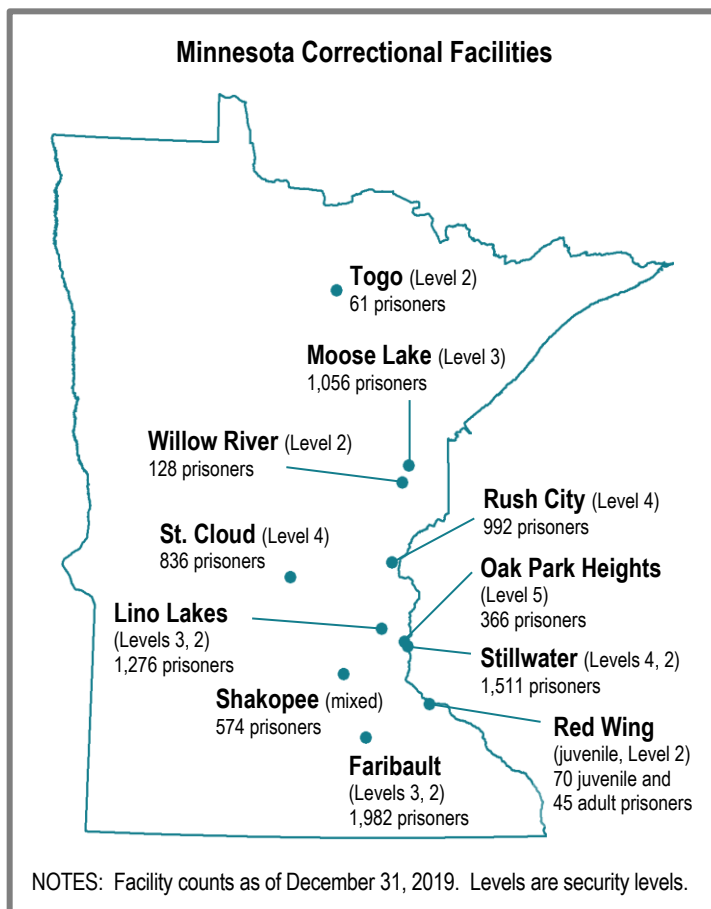 Minnesota Correctional Facilities
Togo (Level 2)
61 prisoners
Moose Lake (Level 3)
1,056 prisoners
Willow River (Level 2)
128 prisoners
Rush City (Level 4)
992 prisoners
St. Cloud (Level 4)
836 prisoners
Oak Park Heights
(Level 5)
366 prisoners
Lino Lakes
(Levels 3, 2)
1,276 prisoners
Stillwater (Levels 4, 2)
1,511 prisoners
Shakopee (mixed)
574 prisoners
Red Wing
(juvenile, Level 2)
70 juvenile and
45 adult prisoners
Faribault
(Levels 3, 2)
1,982 prisoners
NOTES: Facility counts as of December 31, 2019. Levels are security levels.